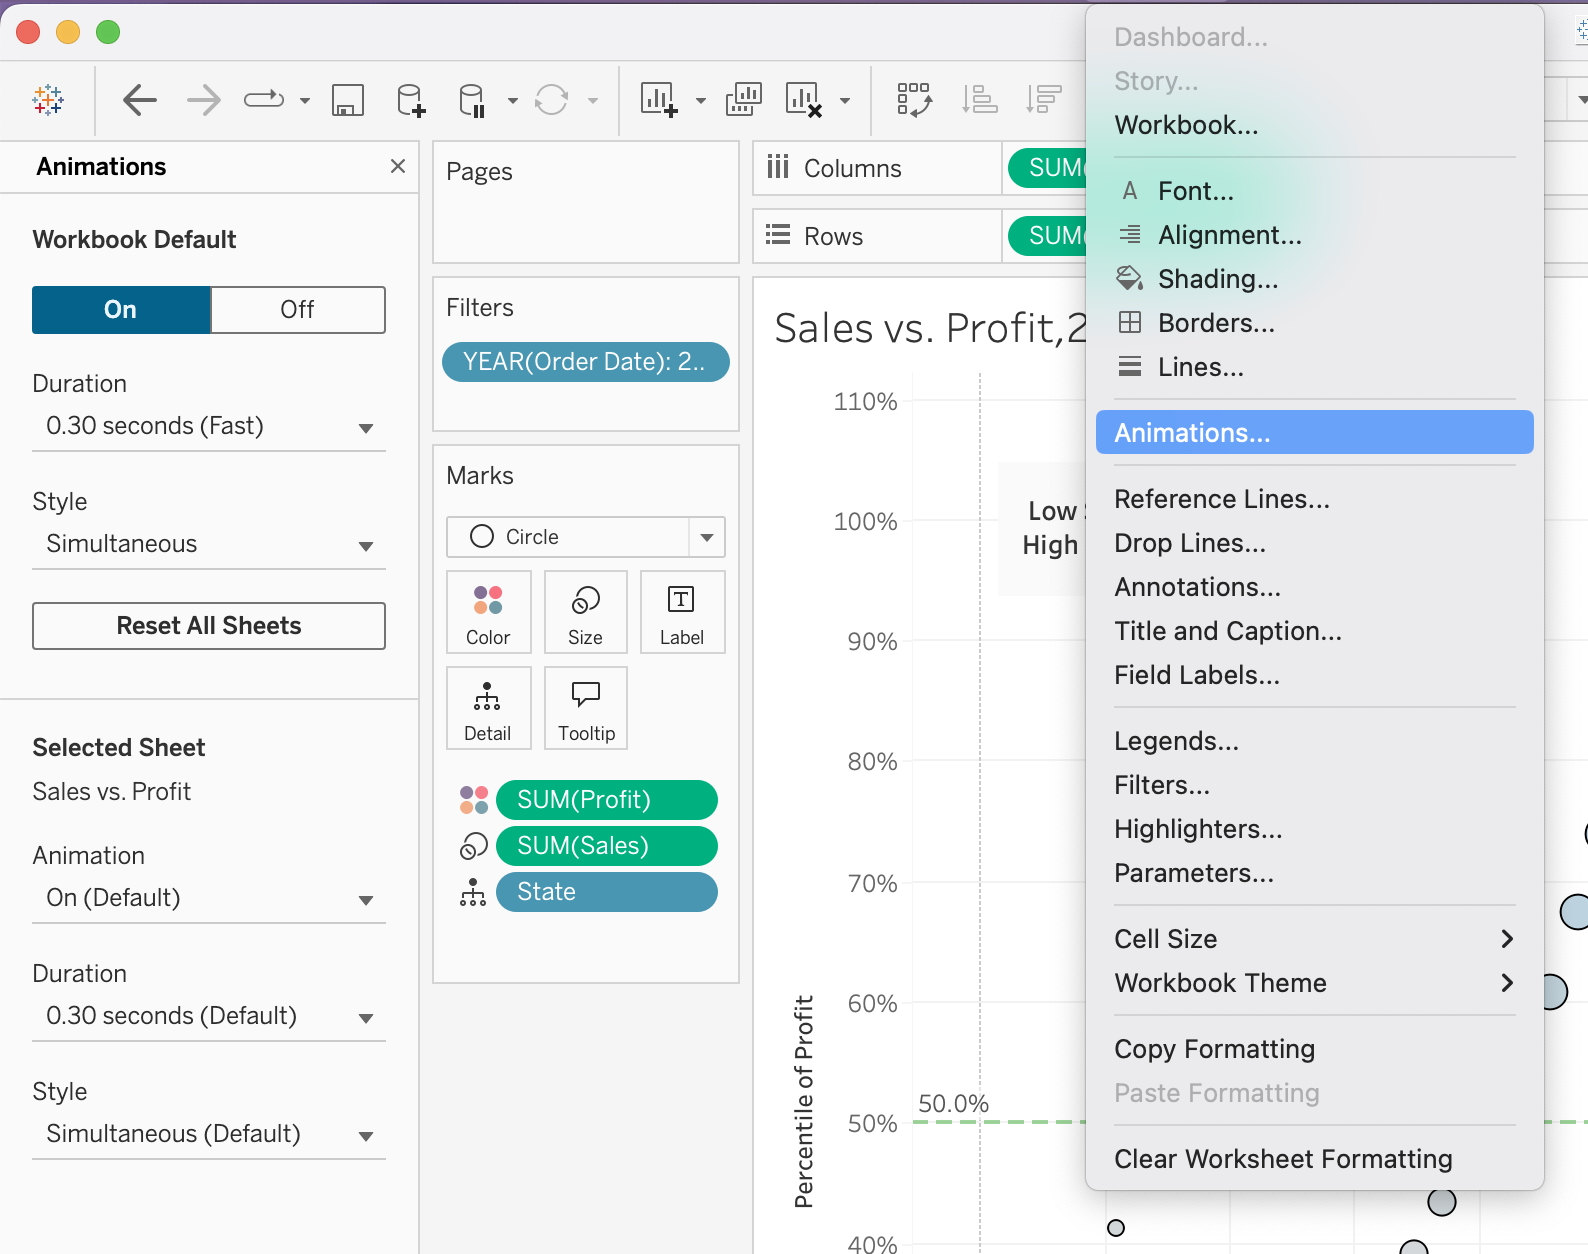 Animations
Workbook Default
On
Off
Duration
0.30 seconds (Fast)
Style
Simultaneous
Reset All Sheets
Selected Sheet
Sales vs. Profit
Animation
On (Default)
Duration
0.30 seconds (Default)
Style
Simultaneous (Default)
Pages
Filters
YEAR(Order Date): 2..
Marks
Circle
Color
Size
Label
Detail
Tooltip
SUM(Profit)
SUM(Sales)
State
Columns
SUM(
Rows
SUM(
Sales vs. Profit,2
110%
100%
90%
80%
70%
60%
50%
40%
Percentile of Profit
Low
High
50.0%
Dashboard...
Story...
Workbook...
A Font...
Alignment...
Shading...
Borders...
Lines...
Animations...
Reference Lines...
Drop Lines...
Annotations...
Title and Caption...
Field Labels...
Legends...
Filters...
Highlighters...
Parameters...
Cell Size
Workbook Theme
Copy Formatting
Paste Formatting
Clear Worksheet Formatting